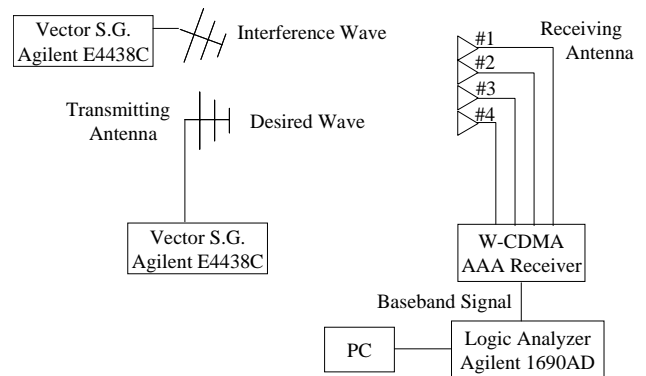 Vector S.G.
Agilent E4438C
Interference Wave
#1
Receiving
Antenna
#2
#3
#4
Transmitting
Antenna
Desired Wave
Vector S.G.
Agilent E4438C
W-CDMA
AAA Receiver
Baseband Signal
PC
Logic Analyzer
Agilent 1690AD